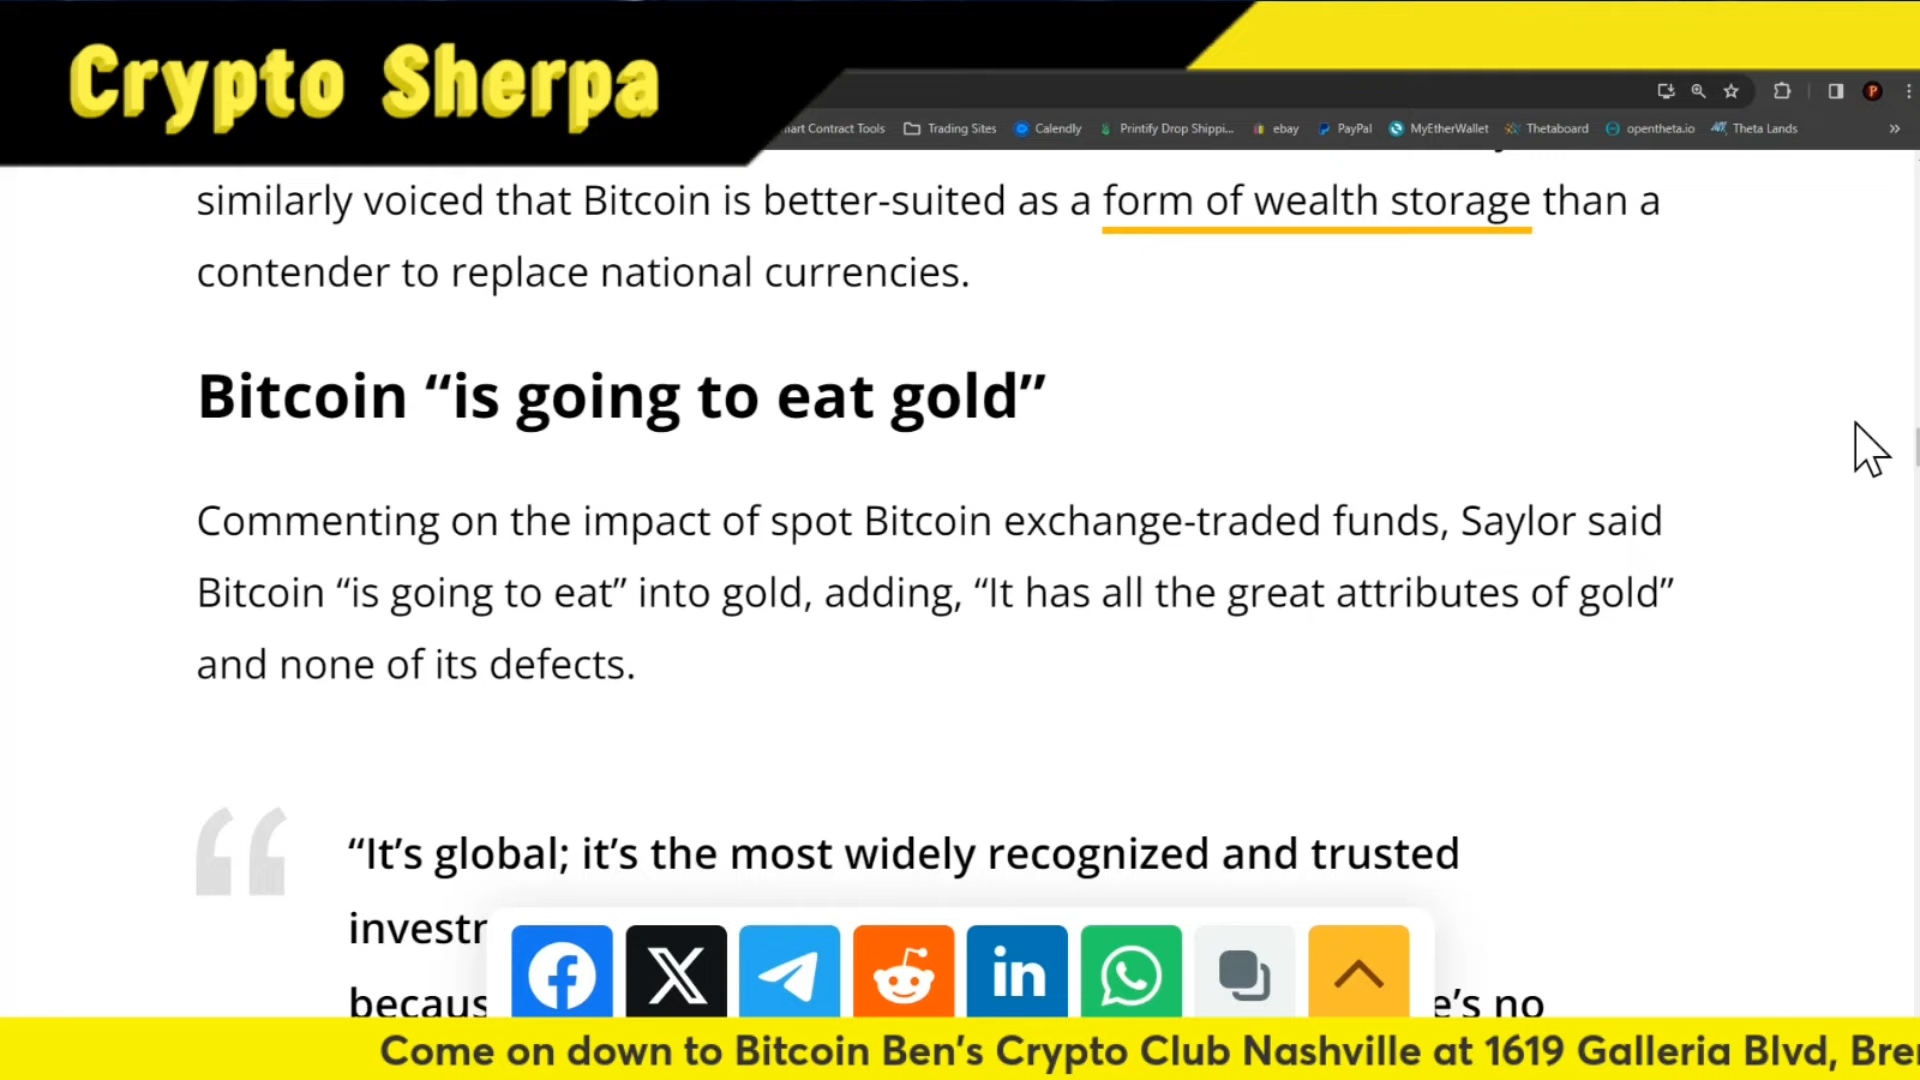 Crypto Sherpa
mart Contract Tools Trading Sites Calendly Printify Drop Shippi... ebay PayPal MyEtherWallet Thetaboard opentheta.io Theta Lands »
similarly voiced that Bitcoin is better-suited as a form of wealth storage than a
contender to replace national currencies.
Bitcoin “is going to eat gold”
Commenting on the impact of spot Bitcoin exchange-traded funds, Saylor said
Bitcoin “is going to eat” into gold, adding, “It has all the great attributes of gold”
and none of its defects.
“It’s global; it’s the most widely recognized and trusted
investr
becaus e’s no
Come on down to Bitcoin Ben's Crypto Club Nashville at 1619 Galleria Blvd, Bre